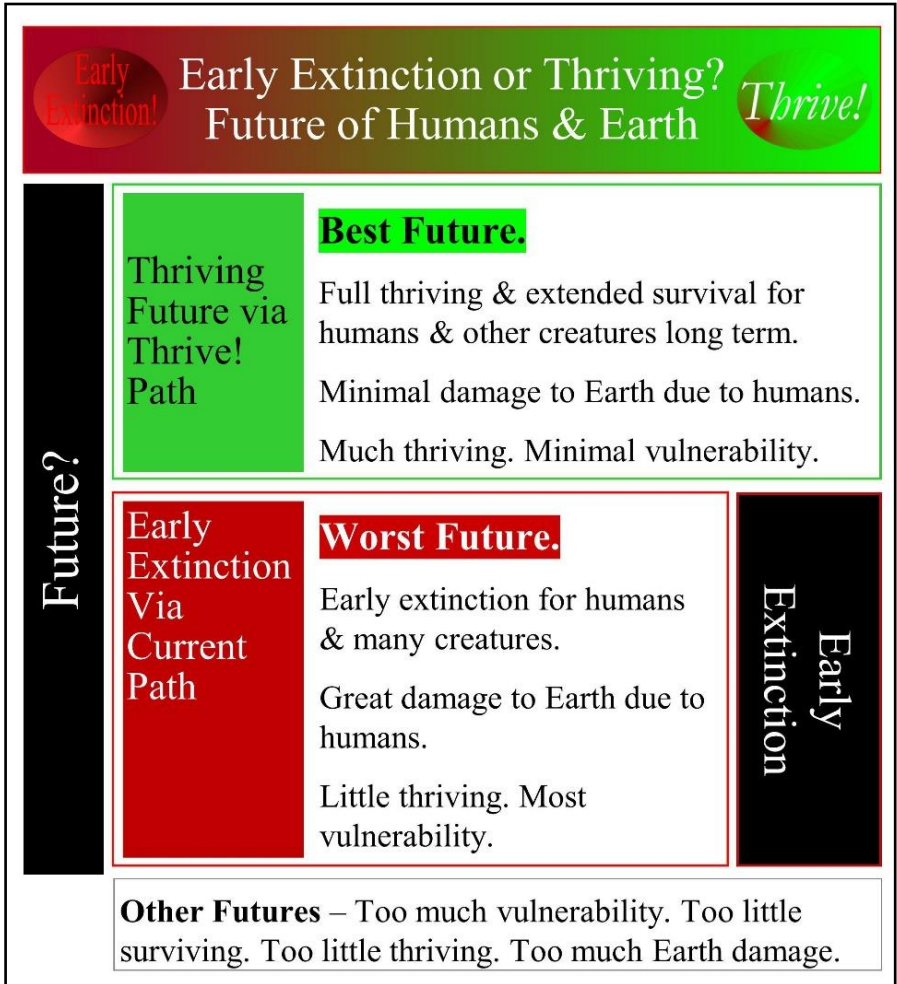 Early
Extinction!
Early Extinction or Thriving?
Future of Humans & Earth
Thrive!
Future?
Thriving
Future via
Thrive!
Path
Best Future.
Full thriving & extended survival for
humans & other creatures long term.
Minimal damage to Earth due to humans.
Much thriving. Minimal vulnerability.
Early
Extinction
Via
Current
Path
Worst Future.
Early extinction for humans
& many creatures.
Great damage to Earth due to
humans.
Little thriving. Most
vulnerability.
Early
Extinction
Other Futures – Too much vulnerability. Too little
surviving. Too little thriving. Too much Earth damage.